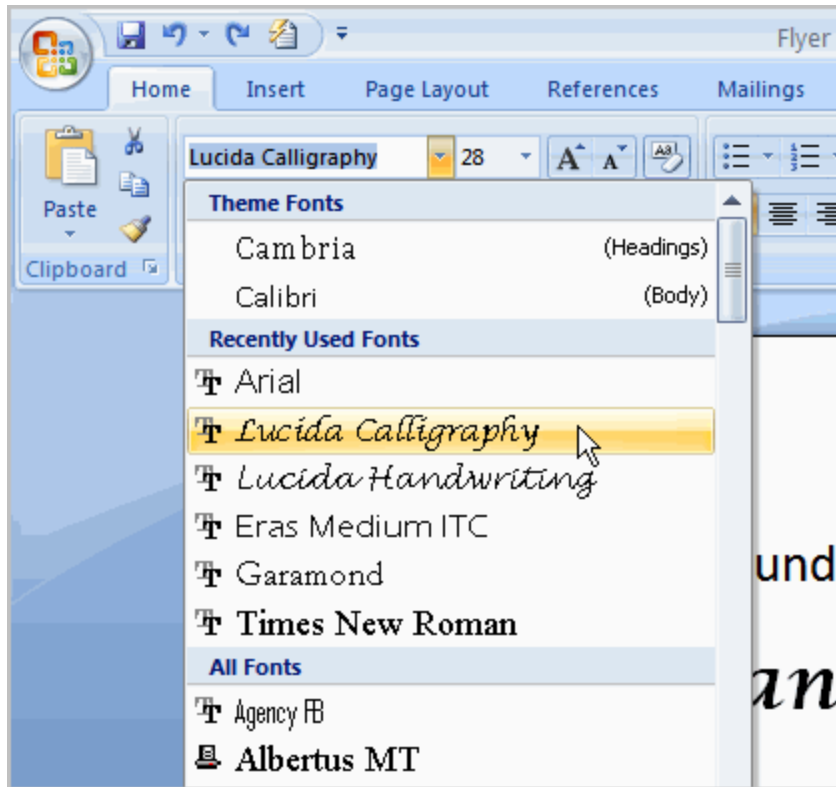 Flyer
Home Insert Page Layout References Mailings
Lucida Calligraphy 28 A A Aa
Paste
Clipboard
Theme Fonts
Cambria (Headings)
Calibri (Body)
Recently Used Fonts
Arial
Lucida Calligraphy
Lucida Handwriting
Eras Medium ITC
Garamond
Times New Roman
All Fonts
Agency FB
Albertus MT
und
an